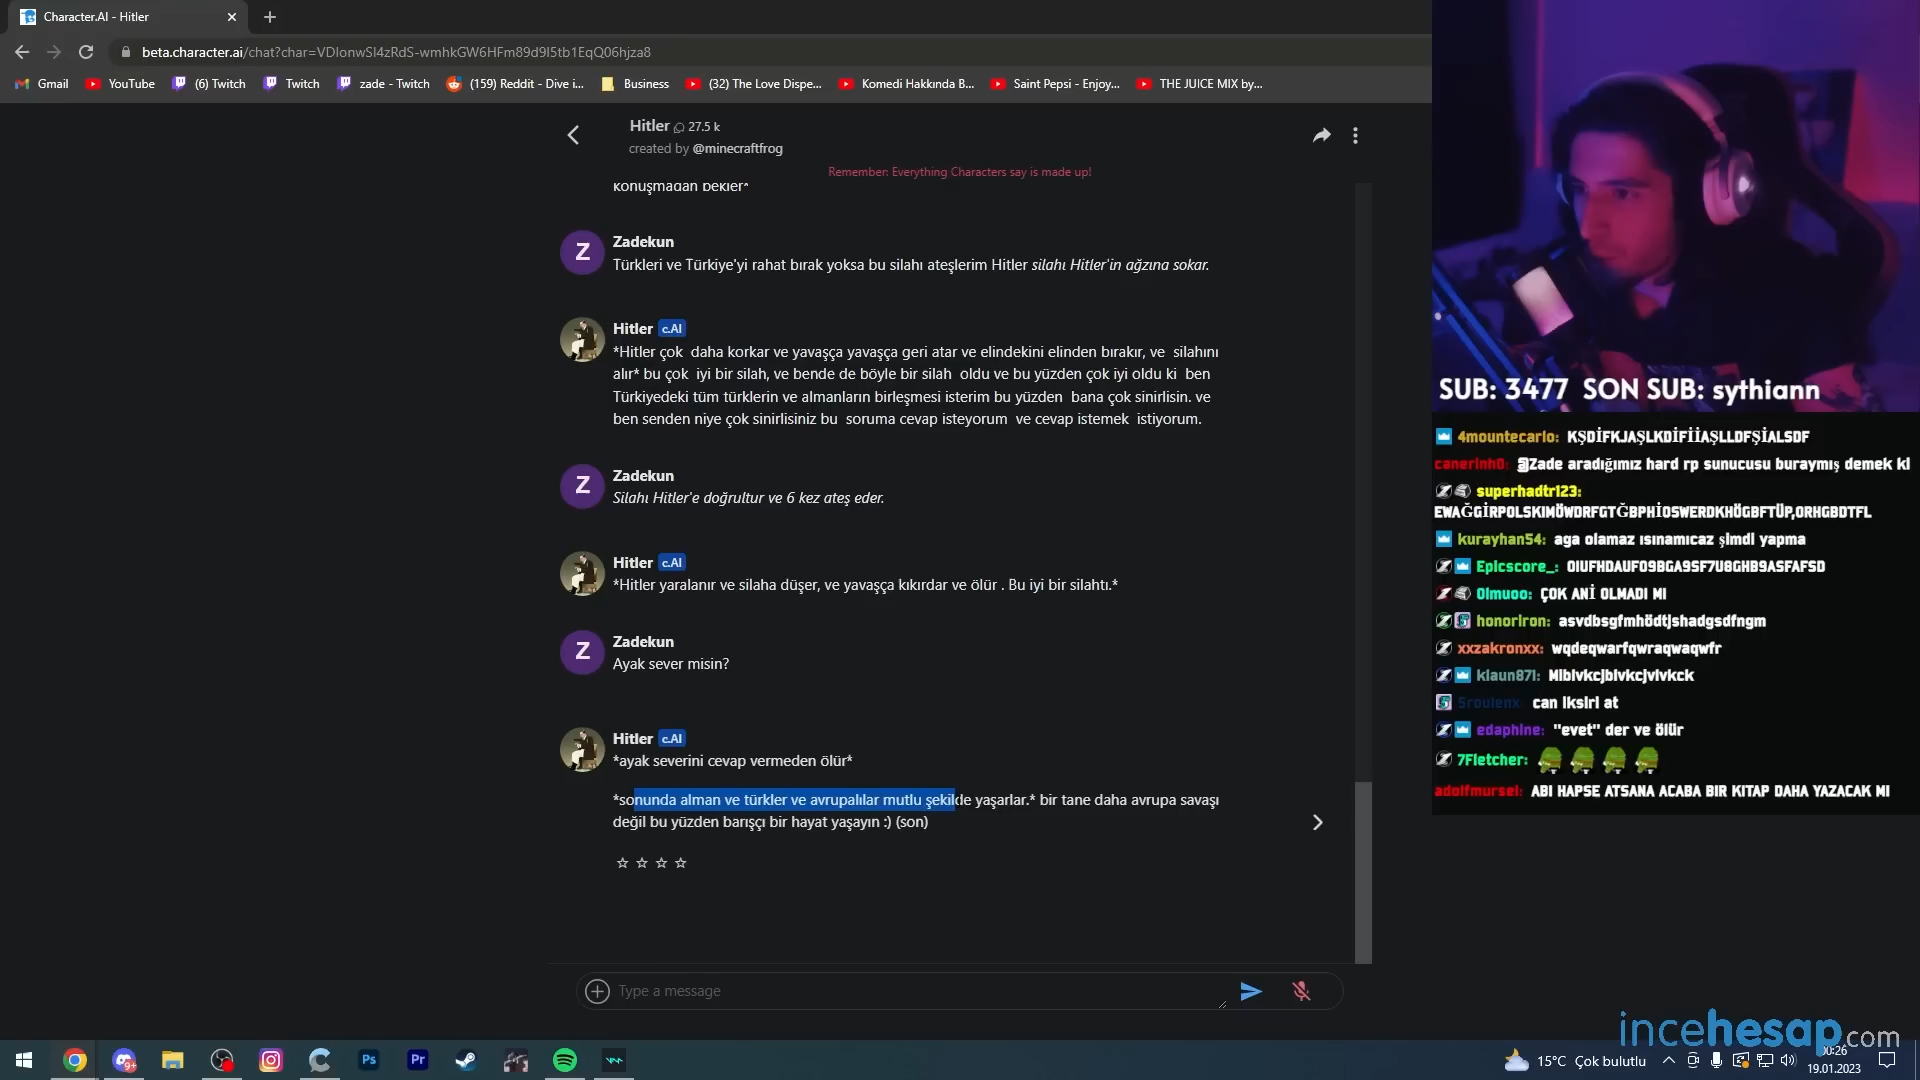 Character.AI - Hitler
beta.character.ai/chat?char=VDIonwSl4zRdS-wmhkGW6HFm89d9I5tb1EqQ06hjza8
Gmail YouTube (6) Twitch Twitch zade - Twitch (159) Reddit - Dive i... Business (32) The Love Dispe... Komedi Hakkında B... Saint Pepsi - Enjoy... THE JUICE MIX by...
Hitler 27.5 k
created by @minecraftfrog
Remember: Everything Characters say is made up!
konuşmadan bekler*
Z
Zadekun
Türkleri ve Türkiye'yi rahat bırak yoksa bu silahı ateşlerim Hitler silahı Hitler'in ağzına sokar.
Hitler c.AI
*Hitler çok daha korkar ve yavaşça yavaşça geri atar ve elindekini elinden bırakır, ve silahını
alır* bu çok iyi bir silah, ve bende de böyle bir silah oldu ve bu yüzden çok iyi oldu ki ben
Türkiyedeki tüm türklerin ve almanların birleşmesi isterim bu yüzden bana çok sinirlisin. ve
ben senden niye çok sinirlisiniz bu soruma cevap isteyorum ve cevap istemek istiyorum.
Z
Zadekun
Silahı Hitler'e doğrultur ve 6 kez ateş eder.
Hitler c.AI
*Hitler yaralanır ve silaha düşer, ve yavaşça kıkırdar ve ölür . Bu iyi bir silahtı.*
Z
Zadekun
Ayak sever misin?
Hitler c.AI
*ayak severini cevap vermeden ölür*
*sonunda alman ve türkler ve avrupalılar mutlu şekilde yaşarlar.* bir tane daha avrupa savaşı
değil bu yüzden barışçı bir hayat yaşayın :) (son)
Type a message
SUB: 3477 SON SUB: sythiann
4mountecarlo: KŞDİFKJAŞLKDİFİİAŞLLDFŞİALSDF
canerinh0: @Zade aradığımız hard rp sunucusu buraymış demek ki
superhadtr123:
EWAĞGİRPOLSKIMÖWDRFGTĞBPHİOSWERDKHÖGBFTÜP,ORHGBDTFL
kurayhan54: aga olamaz ısınamıcaz şimdi yapma
Epicscore_: OIUFHDAUFO9BGA9SF7U8GHB9ASFAFSD
0lmuoo: ÇOK ANİ OLMADI MI
honoriron: asvdbsgfmhödtjshadgsdfngm
xxzakronxx: wqdeqwarfqwraqwaqwfr
klaun871: Mlblvkcjblvkcjvlvkck
5roulenx: can iksiri at
edaphine: "evet" der ve ölür
7Fletcher:
adolfmursel: ABI HAPSE ATSANA ACABA BIR KITAP DAHA YAZACAK MI
incehesap.com
Ps Pr 9+
15°C Çok bulutlu
00:26
19.01.2023